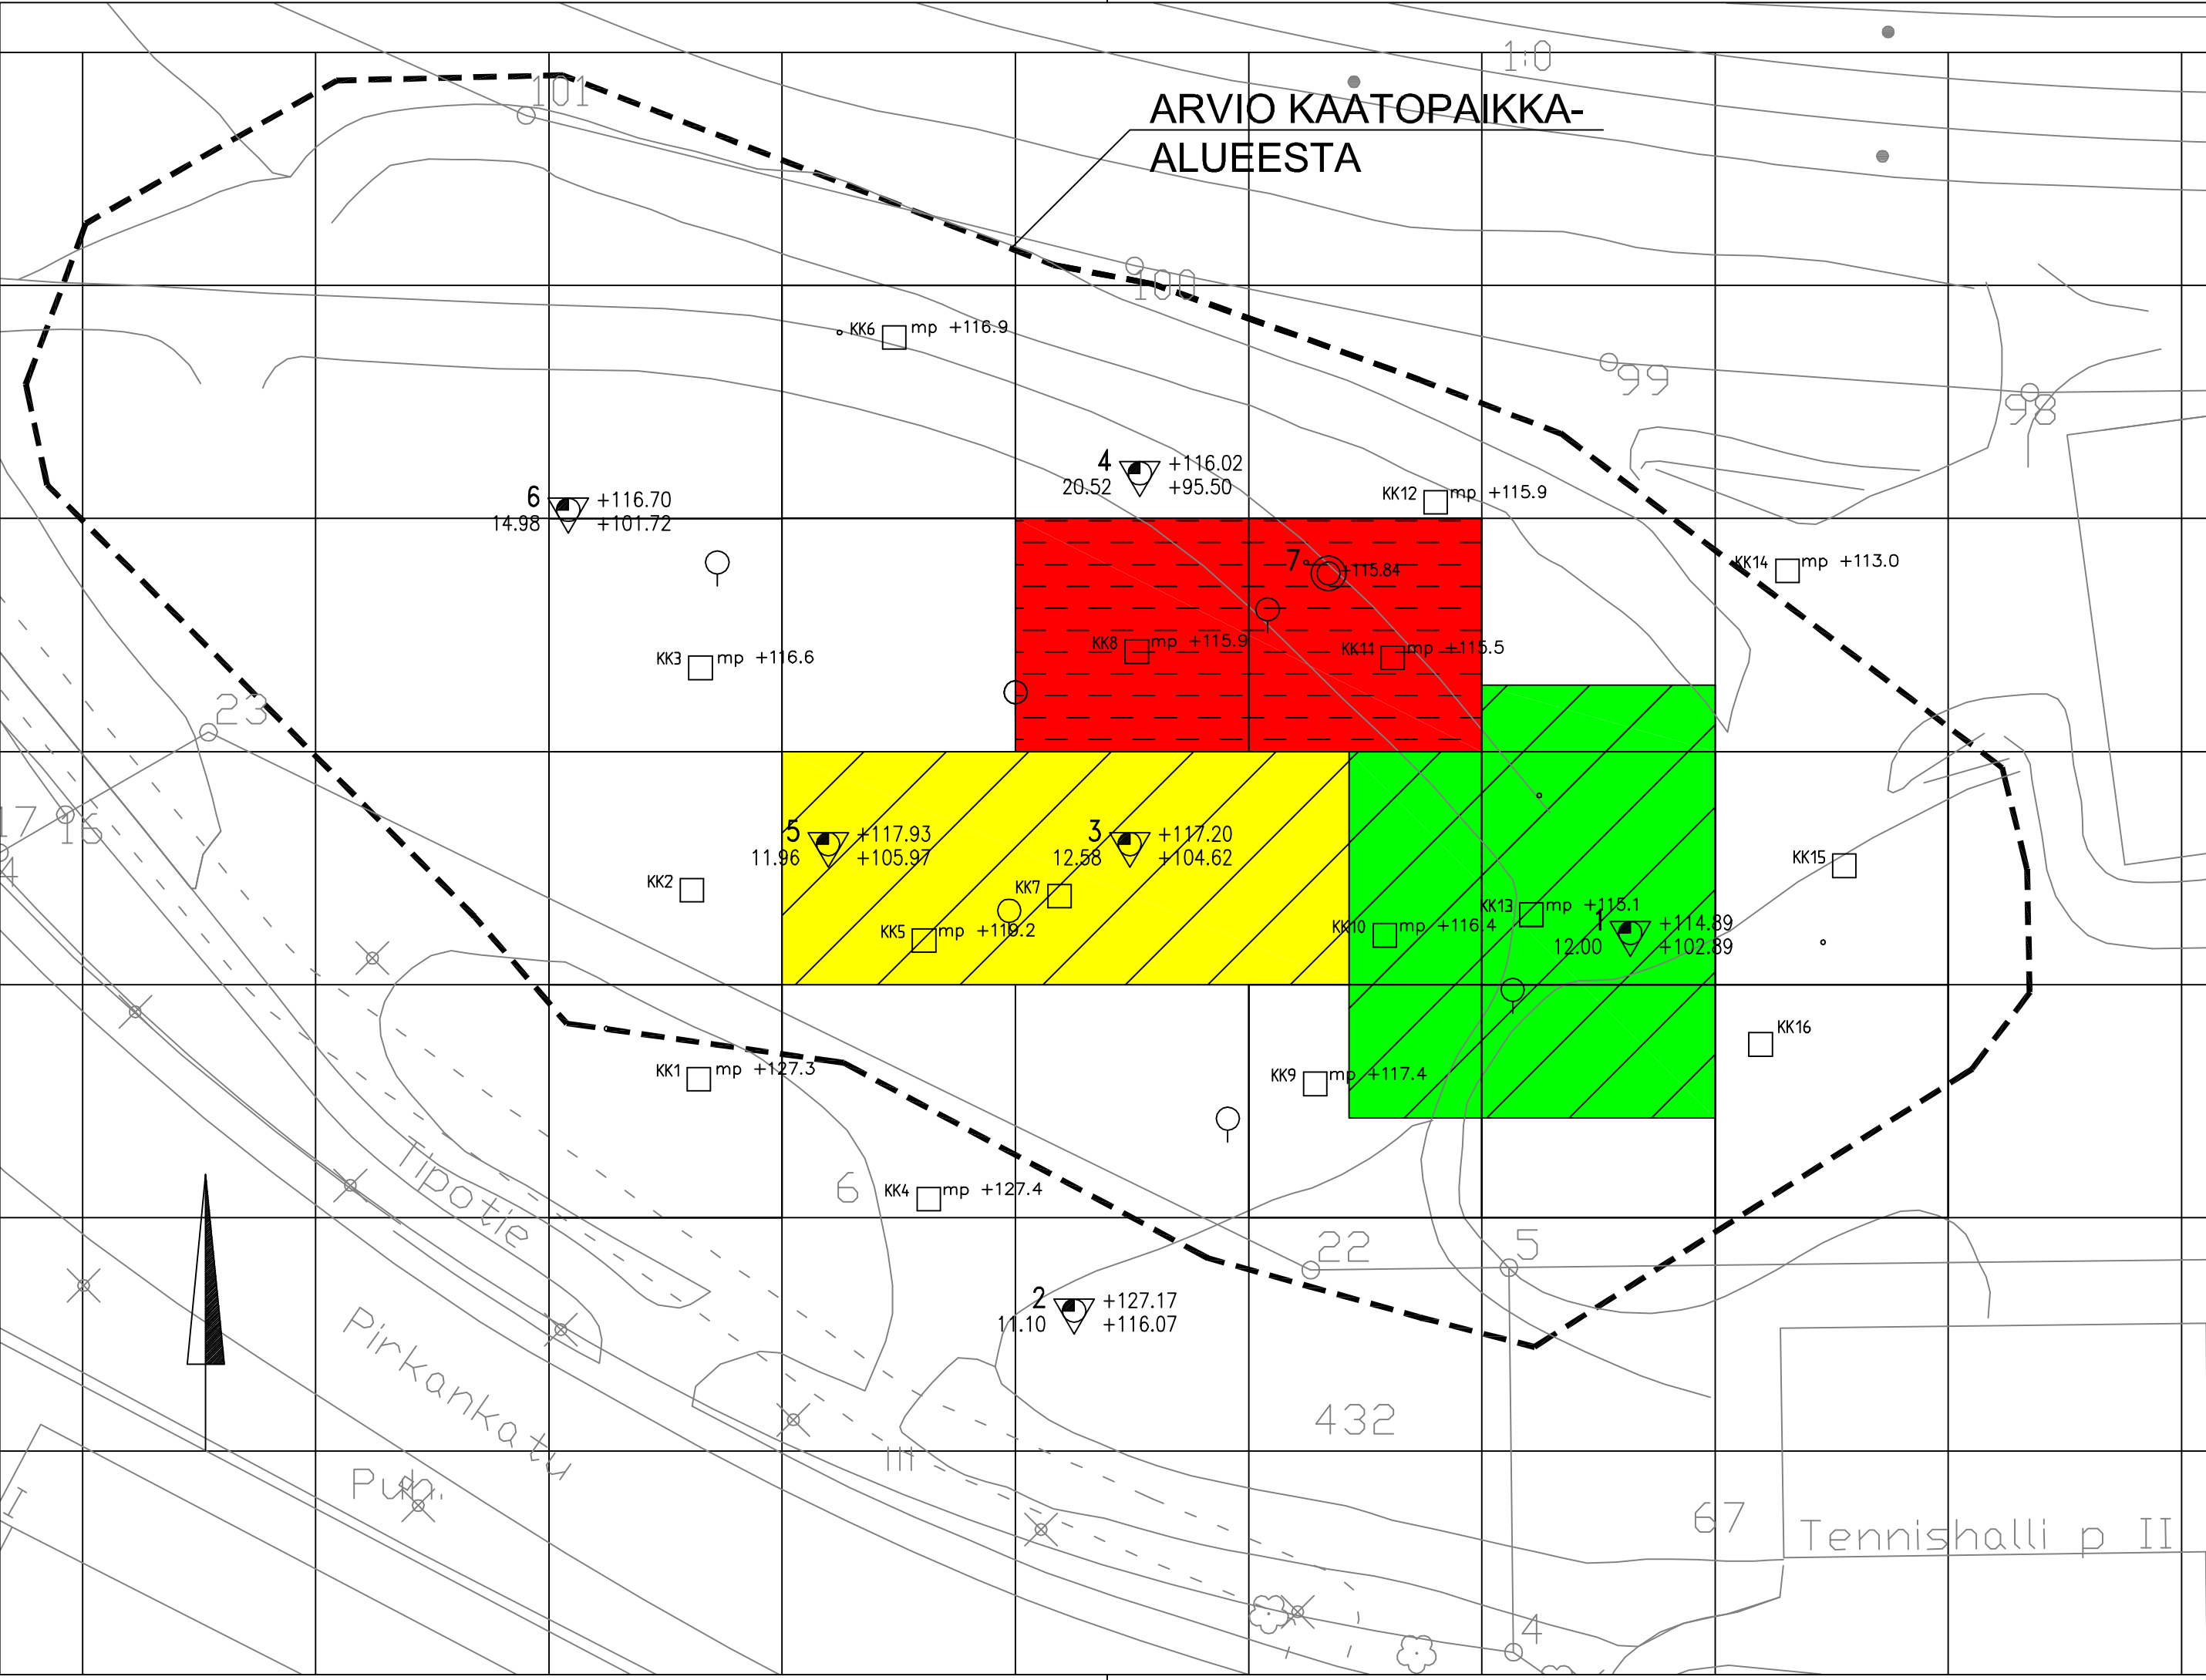 1:0
101
ARVIO KAATOPAIKKA-
ALUEESTA
100
KK6 mp +116.9
99
98
4 +116.02
20.52 +95.50
6 +116.70
14.98 +101.72
KK12 mp +115.9
7 +115.84
KK14 mp +113.0
KK8 mp +115.9
KK11 mp +115.5
KK3 mp +116.6
23
17 16
4
5 +117.93
11.96 +105.97
3 +117.20
12.58 +104.62
KK15
KK2
KK7
KK5 mp +119.2
KK10 mp +116.4
KK13 mp +115.1
1 +114.89
12.00 +102.89
KK16
KK1 mp +127.3
KK9 mp +117.4
Tipotie
6
KK4 mp +127.4
22
5
2 +127.17
11.10 +116.07
Pirkankatu
432
III
Puh.
I
67
Tennishalli p II
4